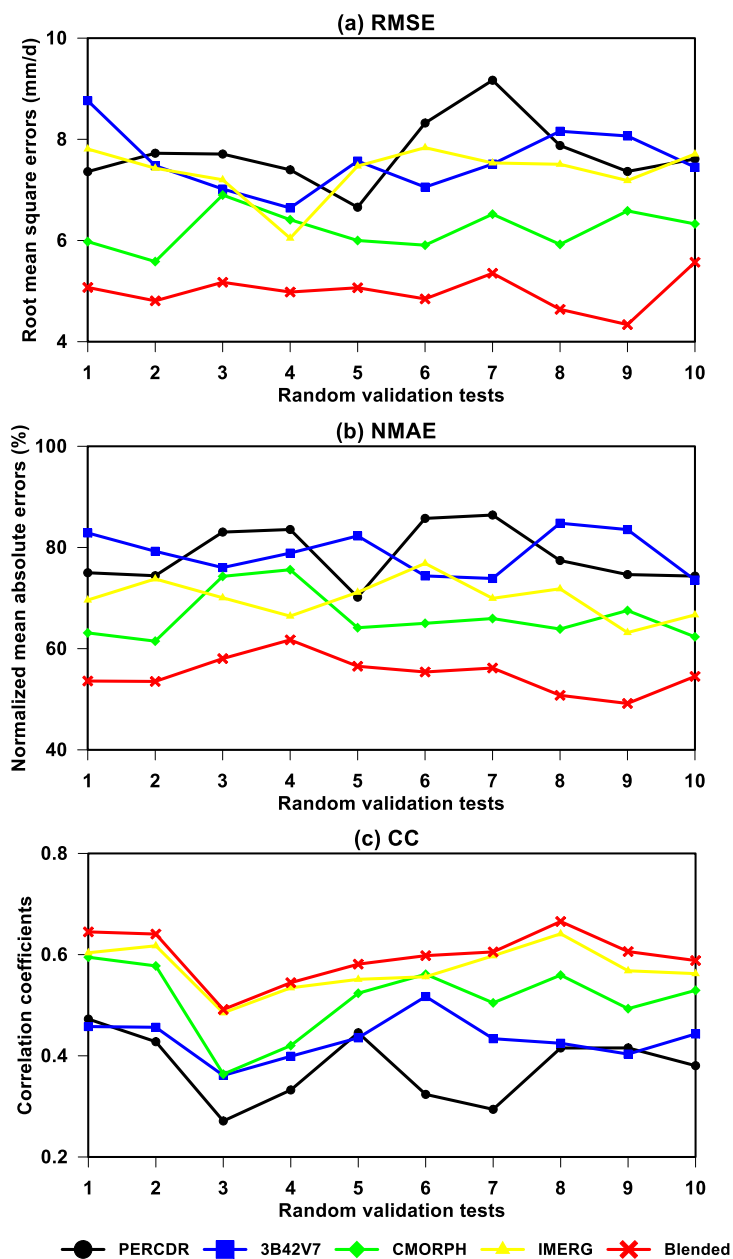 (a) RMSE
Root mean square errors (mm/d)
10
8
6
4
1 2 3 4 5 6 7 8 9 10
Random validation tests
(b) NMAE
Normalized mean absolute errors (%)
100
80
60
40
1 2 3 4 5 6 7 8 9 10
Random validation tests
(c) CC
Correlation coefficients
0.8
0.6
0.4
0.2
1 2 3 4 5 6 7 8 9 10
Random validation tests
PERCDR 3B42V7 CMORPH IMERG Blended